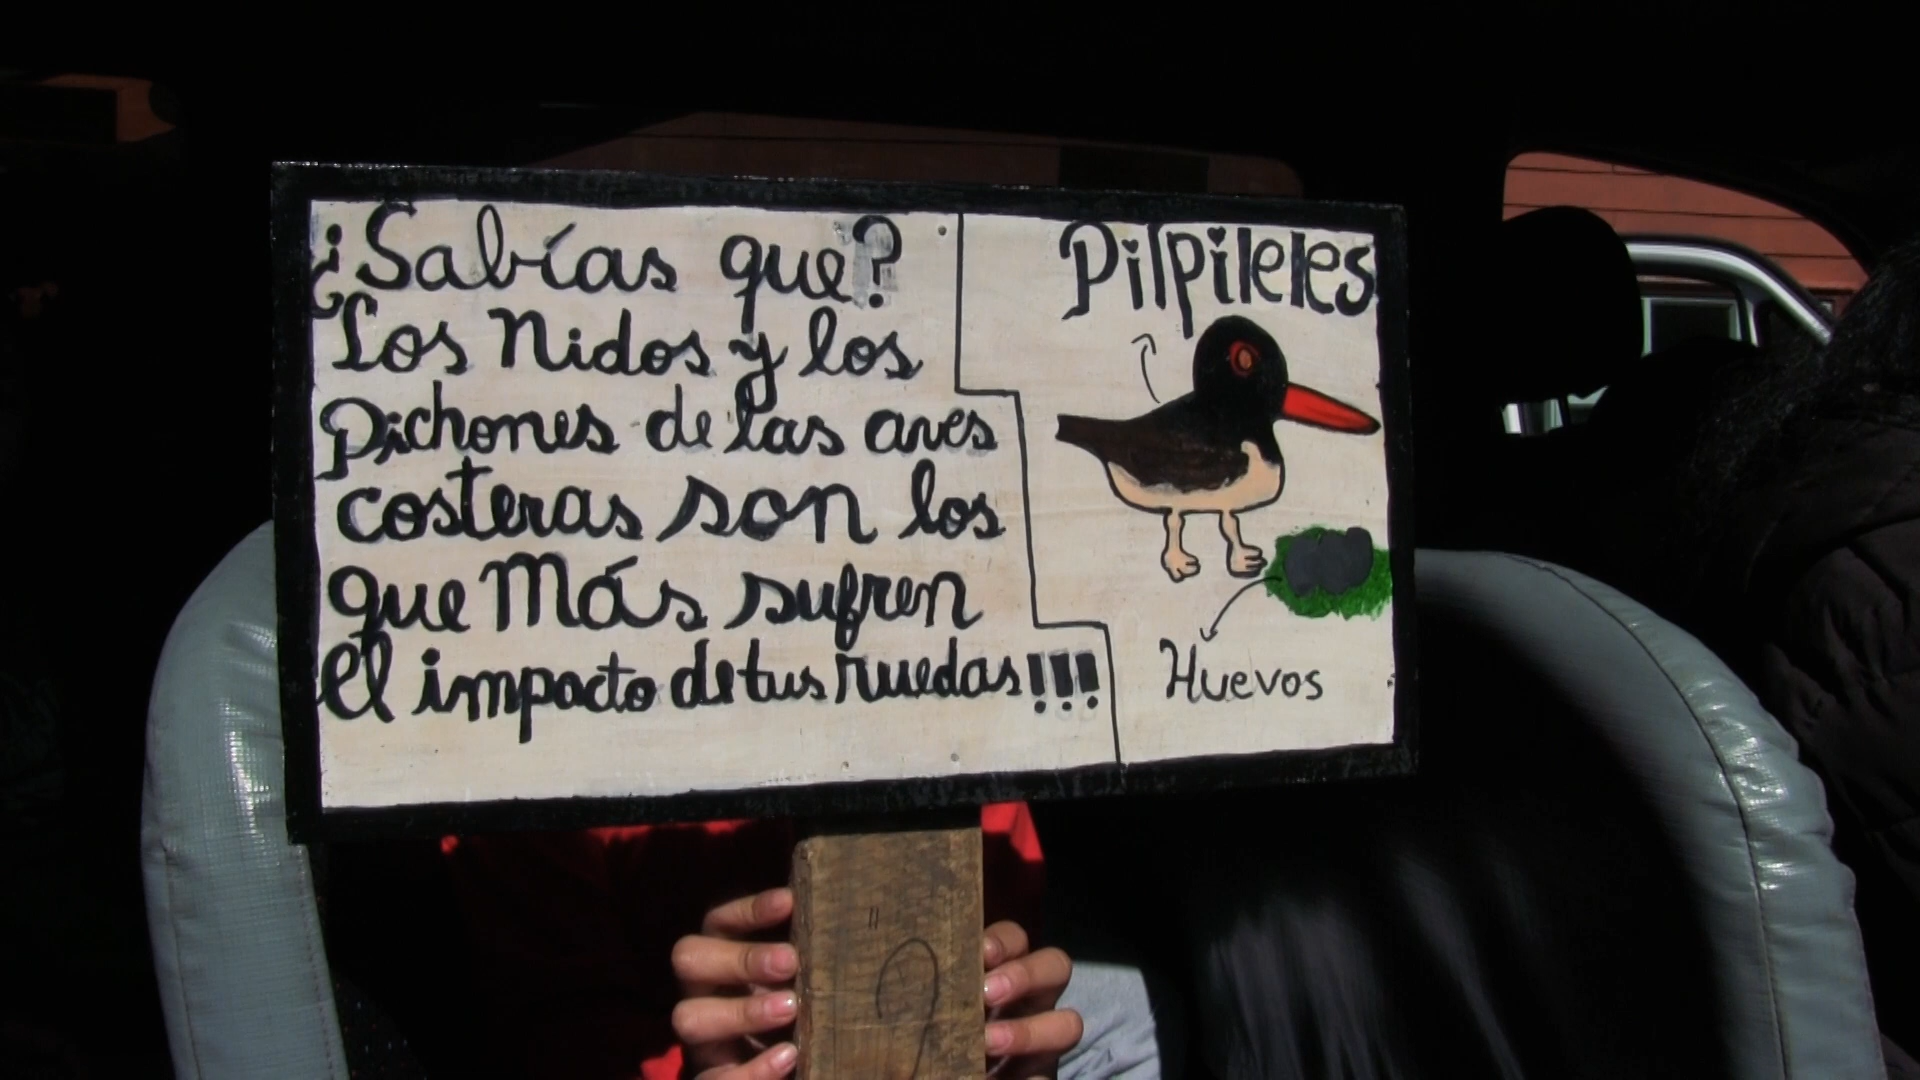 ¿Sabías que?
Los Nidos y los
pichones de las aves
costeras son los
que Más sufren
el impacto de tus ruedas!!!
Pilpileles
Huevos